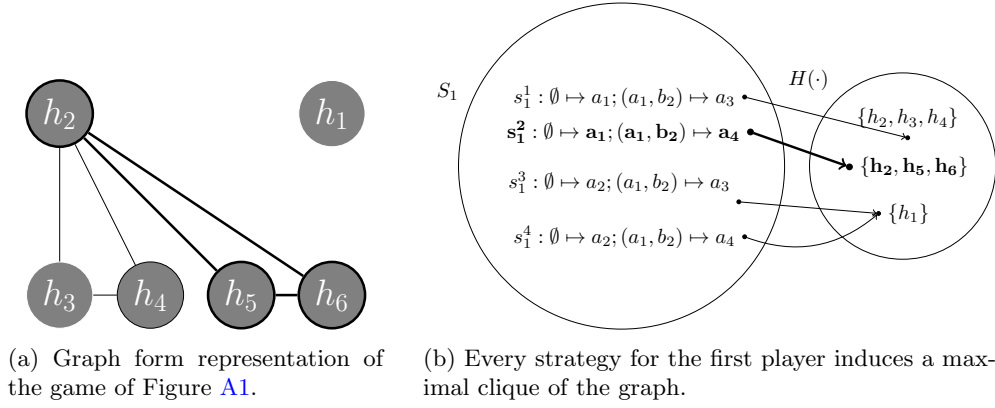 h₂
h₁
h₃
h₄
h₅
h₆
(a) Graph form representation of
the game of Figure A1.
S₁
H(·)
s₁¹ : ∅ ↦ a₁; (a₁, b₂) ↦ a₃
s₁² : ∅ ↦ a₁; (a₁, b₂) ↦ a₄
s₁³ : ∅ ↦ a₂; (a₁, b₂) ↦ a₃
s₁⁴ : ∅ ↦ a₂; (a₁, b₂) ↦ a₄
{h₂, h₃, h₄}
{h₂, h₅, h₆}
{h₁}
(b) Every strategy for the first player induces a max-
imal clique of the graph.